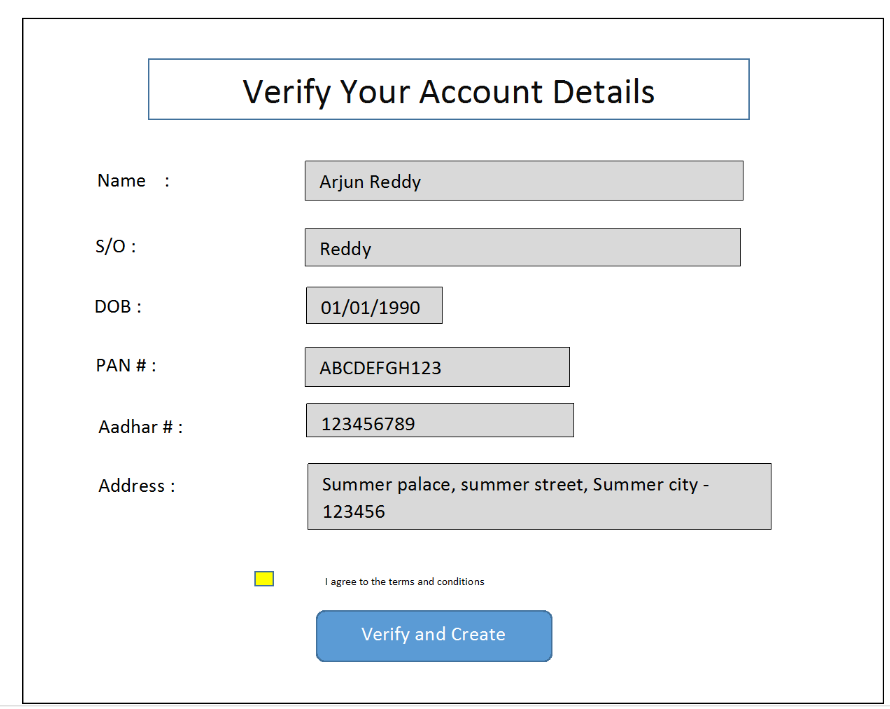 Verify Your Account Details
Name : Arjun Reddy
S/O : Reddy
DOB : 01/01/1990
PAN # : ABCDEFGH123
Aadhar # : 123456789
Address : Summer palace, summer street, Summer city -
123456
I agree to the terms and conditions
Verify and Create